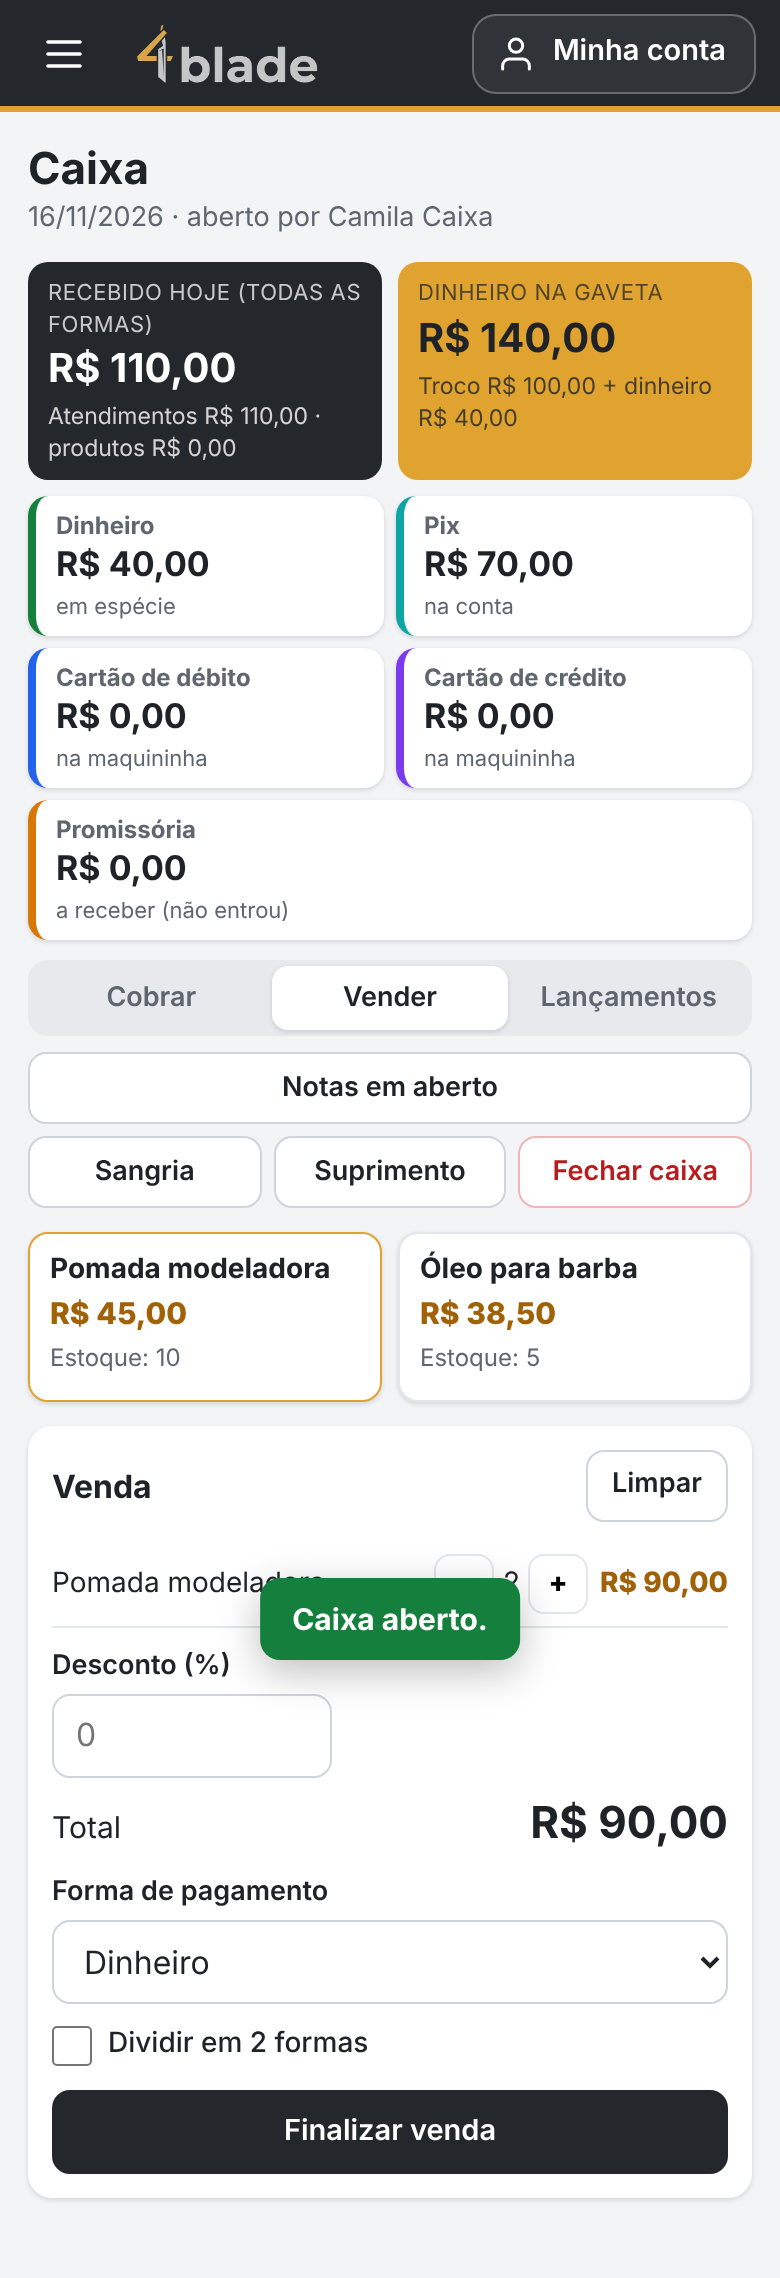 4blade
Minha conta
Caixa
16/11/2026 · aberto por Camila Caixa
RECEBIDO HOJE (TODAS AS
FORMAS)
R$ 110,00
Atendimentos R$ 110,00 ·
produtos R$ 0,00
DINHEIRO NA GAVETA
R$ 140,00
Troco R$ 100,00 + dinheiro
R$ 40,00
Dinheiro
R$ 40,00
em espécie
Pix
R$ 70,00
na conta
Cartão de débito
R$ 0,00
na maquininha
Cartão de crédito
R$ 0,00
na maquininha
Promissória
R$ 0,00
a receber (não entrou)
Cobrar
Vender
Lançamentos
Notas em aberto
Sangria
Suprimento
Fechar caixa
Pomada modeladora
R$ 45,00
Estoque: 10
Óleo para barba
R$ 38,50
Estoque: 5
Venda
Limpar
Pomada modeladora 2 + R$ 90,00
Caixa aberto.
Desconto (%)
0
Total
R$ 90,00
Forma de pagamento
Dinheiro
Dividir em 2 formas
Finalizar venda